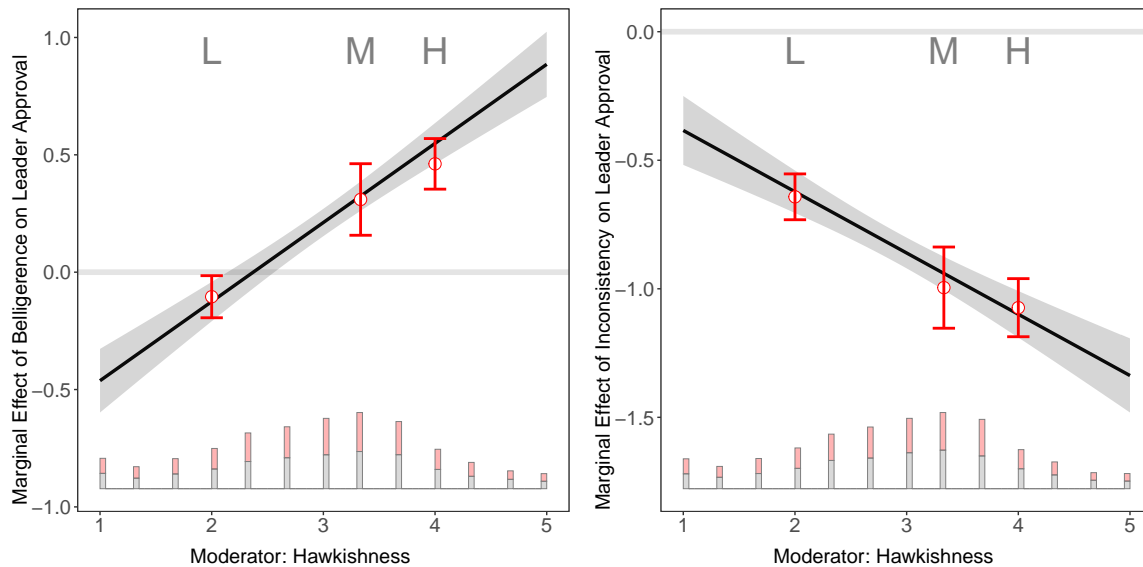 Marginal Effect of Belligerence on Leader Approval
1.0
0.5
0.0
−0.5
−1.0
L M H
1 2 3 4 5
Moderator: Hawkishness
Marginal Effect of Inconsistency on Leader Approval
0.0
−0.5
−1.0
−1.5
L M H
1 2 3 4 5
Moderator: Hawkishness